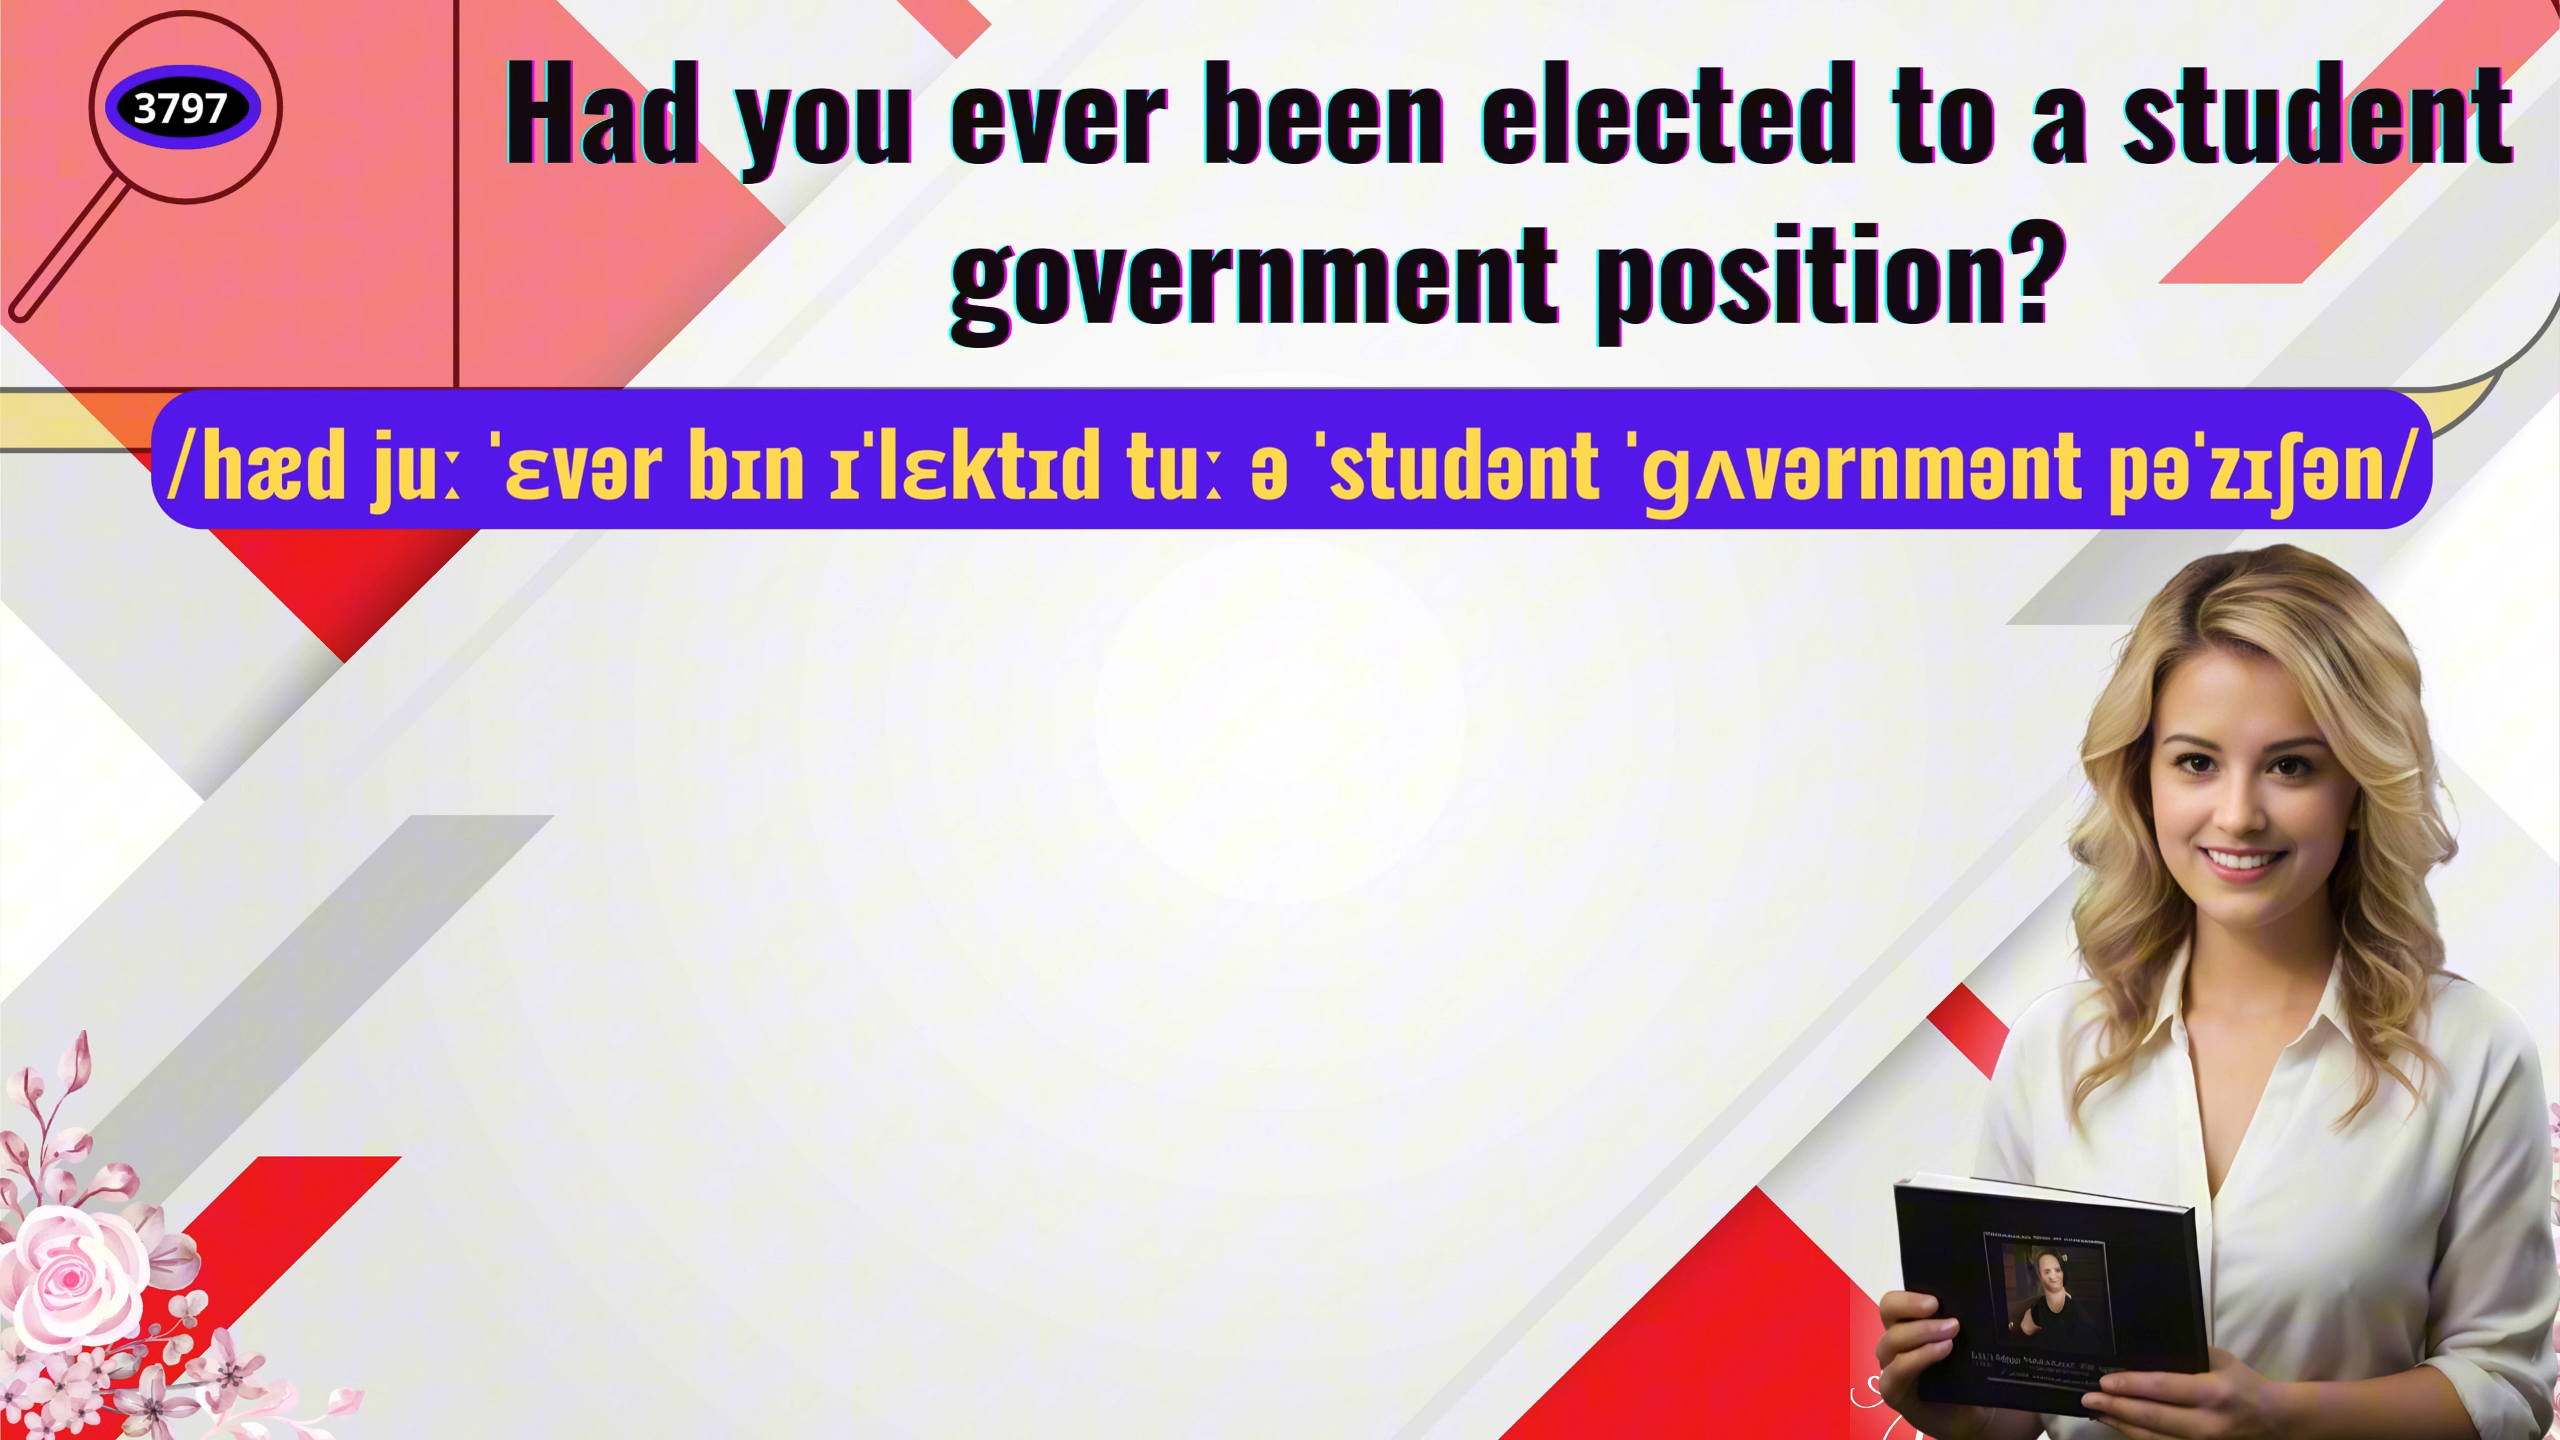 3797
Had you ever been elected to a student
government position?
/hæd juː ˈɛvər bɪn ɪˈlɛktɪd tuː ə ˈstudənt ˈɡʌvərnmənt pəˈzɪʃən/